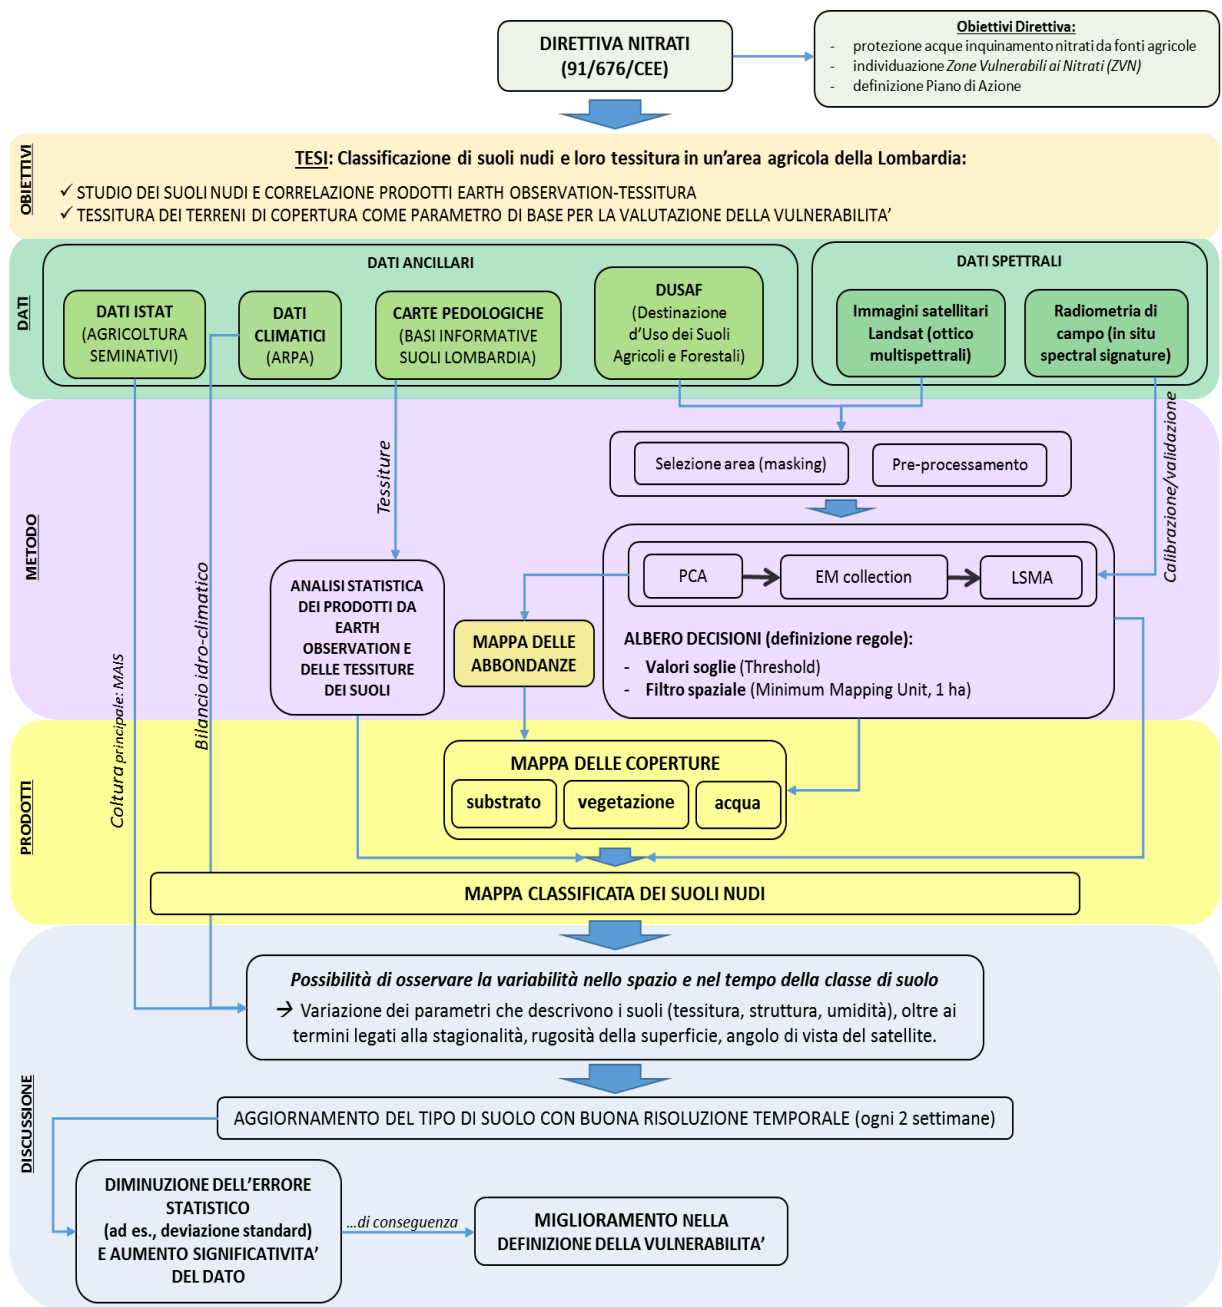 DIRETTIVA NITRATI
(91/676/CEE)
Obiettivi Direttiva:
- protezione acque inquinamento nitrati da fonti agricole
- individuazione Zone Vulnerabili ai Nitrati (ZVN)
- definizione Piano di Azione
OBIETTIVI
TESI: Classificazione di suoli nudi e loro tessitura in un'area agricola della Lombardia:
✓ STUDIO DEI SUOLI NUDI E CORRELAZIONE PRODOTTI EARTH OBSERVATION-TESSITURA
✓ TESSITURA DEI TERRENI DI COPERTURA COME PARAMETRO DI BASE PER LA VALUTAZIONE DELLA VULNERABILITA'
DATI
DATI ANCILLARI
DATI ISTAT
(AGRICOLTURA
SEMINATIVI)
DATI
CLIMATICI
(ARPA)
CARTE PEDOLOGICHE
(BASI INFORMATIVE
SUOLI LOMBARDIA)
DUSAF
(Destinazione
d'Uso dei Suoli
Agricoli e Forestali)
DATI SPETTRALI
Immagini satellitari
Landsat (ottico
multispettrali)
Radiometria di
campo (in situ
spectral signature)
METODO
Tessiture
Calibrazione/validazione
Selezione area (masking)
Pre-processamento
PCA
EM collection
LSMA
ALBERO DECISIONI (definizione regole):
- Valori soglie (Threshold)
- Filtro spaziale (Minimum Mapping Unit, 1 ha)
ANALISI STATISTICA
DEI PRODOTTI DA
EARTH
OBSERVATION E
DELLE TESSITURE
DEI SUOLI
MAPPA DELLE
ABBONDANZE
Coltura principale: MAIS
Bilancio idro-climatico
PRODOTTI
MAPPA DELLE COPERTURE
substrato
vegetazione
acqua
MAPPA CLASSIFICATA DEI SUOLI NUDI
DISCUSSIONE
Possibilità di osservare la variabilità nello spazio e nel tempo della classe di suolo
→ Variazione dei parametri che descrivono i suoli (tessitura, struttura, umidità), oltre ai
termini legati alla stagionalità, rugosità della superficie, angolo di vista del satellite.
AGGIORNAMENTO DEL TIPO DI SUOLO CON BUONA RISOLUZIONE TEMPORALE (ogni 2 settimane)
DIMINUZIONE DELL'ERRORE
STATISTICO
(ad es., deviazione standard)
E AUMENTO SIGNIFICATIVITA'
DEL DATO
...di conseguenza
MIGLIORAMENTO NELLA
DEFINIZIONE DELLA VULNERABILITA'